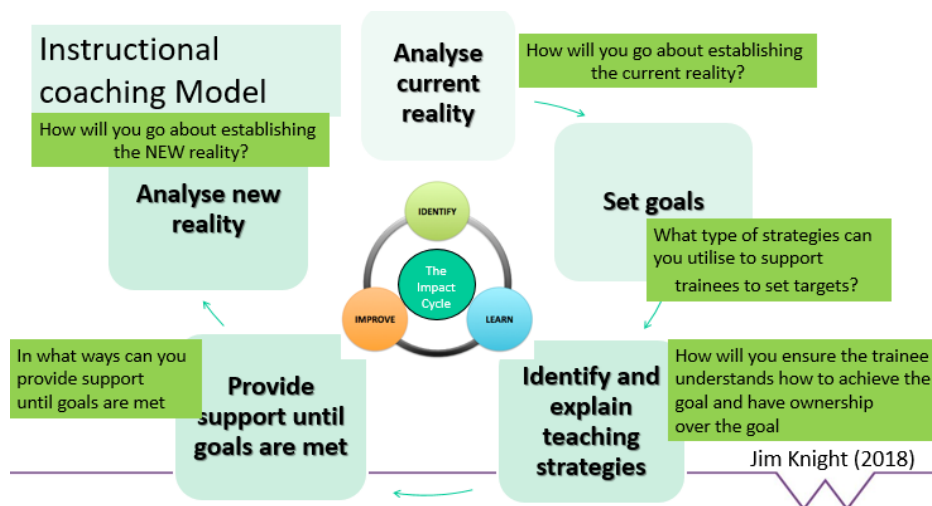 Instructional
coaching Model
Analyse
current
reality
How will you go about establishing
the current reality?
Set goals
What type of strategies can
you utilise to support
trainees to set targets?
Identify and
explain
teaching
strategies
How will you ensure the trainee
understands how to achieve the
goal and have ownership
over the goal
Provide
support until
goals are met
In what ways can you
provide support
until goals are met
Analyse new
reality
How will you go about establishing
the NEW reality?
IDENTIFY
The
Impact
Cycle
IMPROVE
LEARN
Jim Knight (2018)